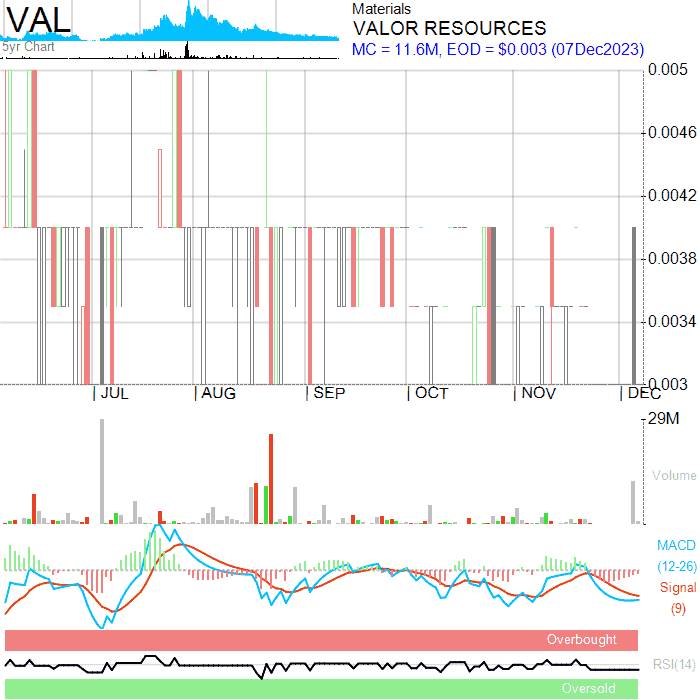 VAL
5yr Chart
Materials
VALOR RESOURCES
MC = 11.6M, EOD = $0.003 (07Dec2023)
0.005
0.0046
0.0042
0.0038
0.0034
0.003
JUL AUG SEP OCT NOV DEC
29M
Volume
MACD
(12-26)
Signal
(9)
Overbought
RSI(14)
Oversold